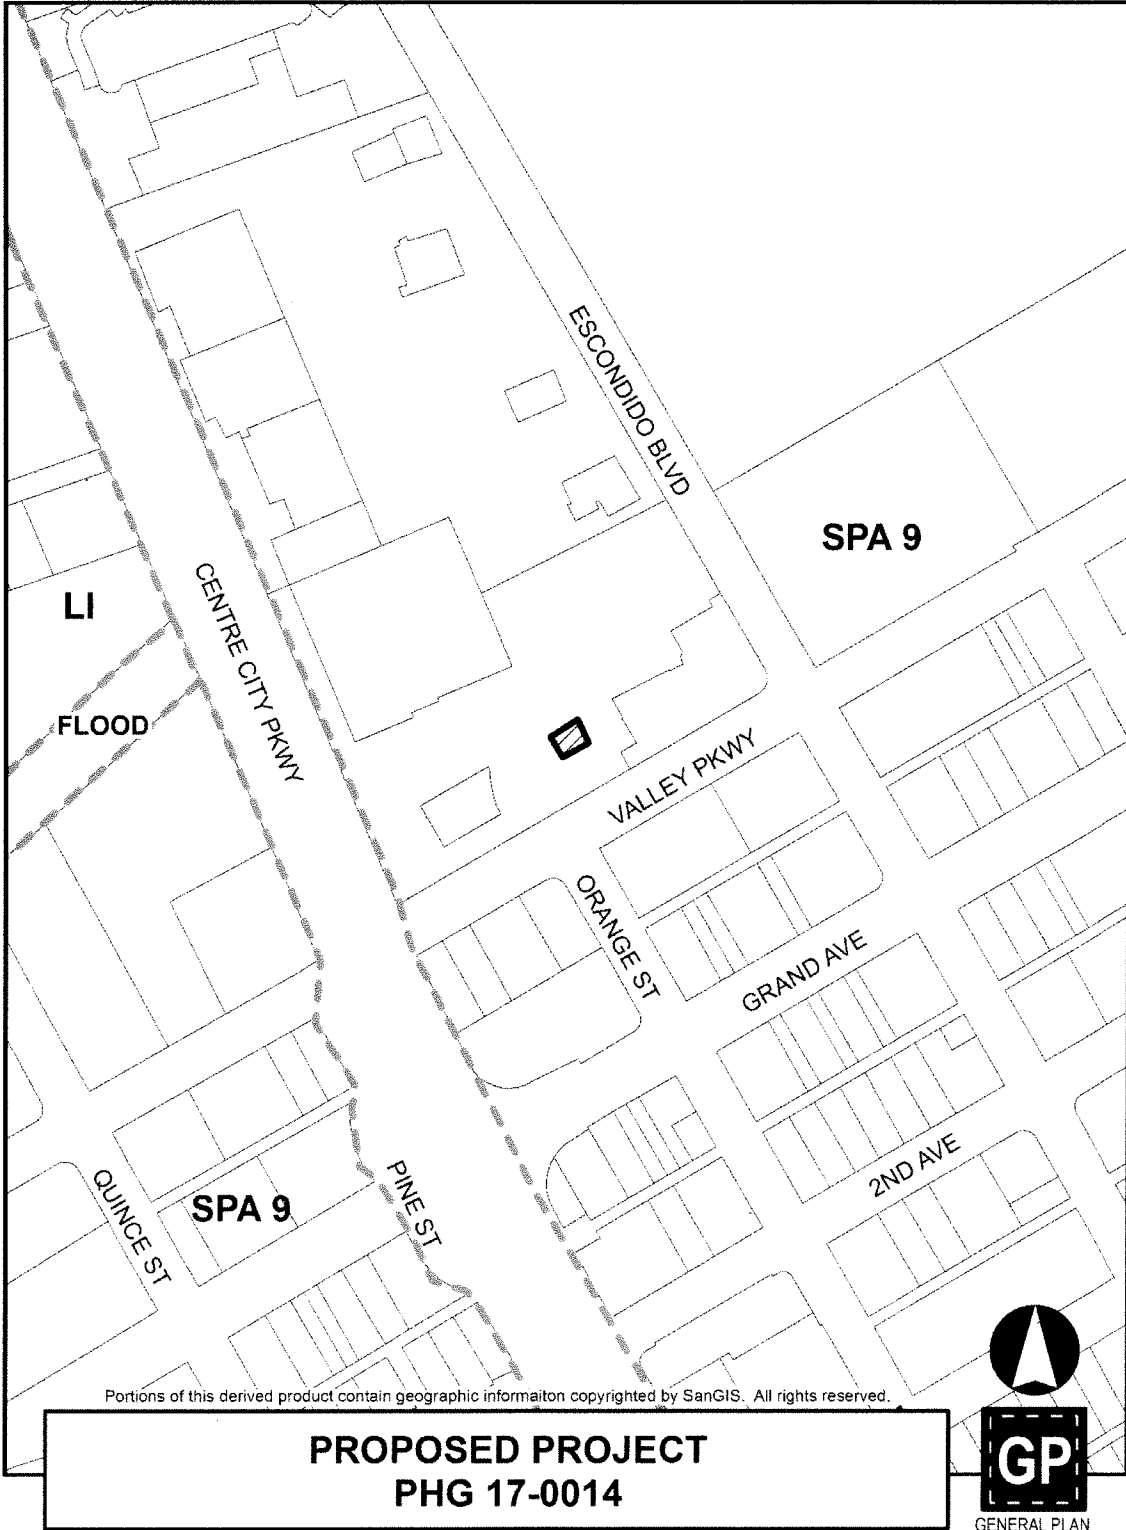 ESCONDIDO BLVD
SPA 9
LI
CENTRE CITY PKWY
FLOOD
VALLEY PKWY
ORANGE ST
GRAND AVE
2ND AVE
QUINCE ST
SPA 9
PINE ST
Portions of this derived product contain geographic informaiton copyrighted by SanGIS. All rights reserved.
PROPOSED PROJECT
PHG 17-0014
GP
GENERAL PLAN